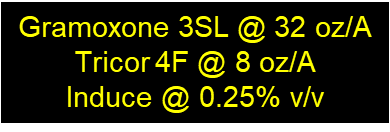 Gramoxone 3SL @ 32 oz/A
Tricor 4F @ 8 oz/A
Induce @ 0.25% v/v